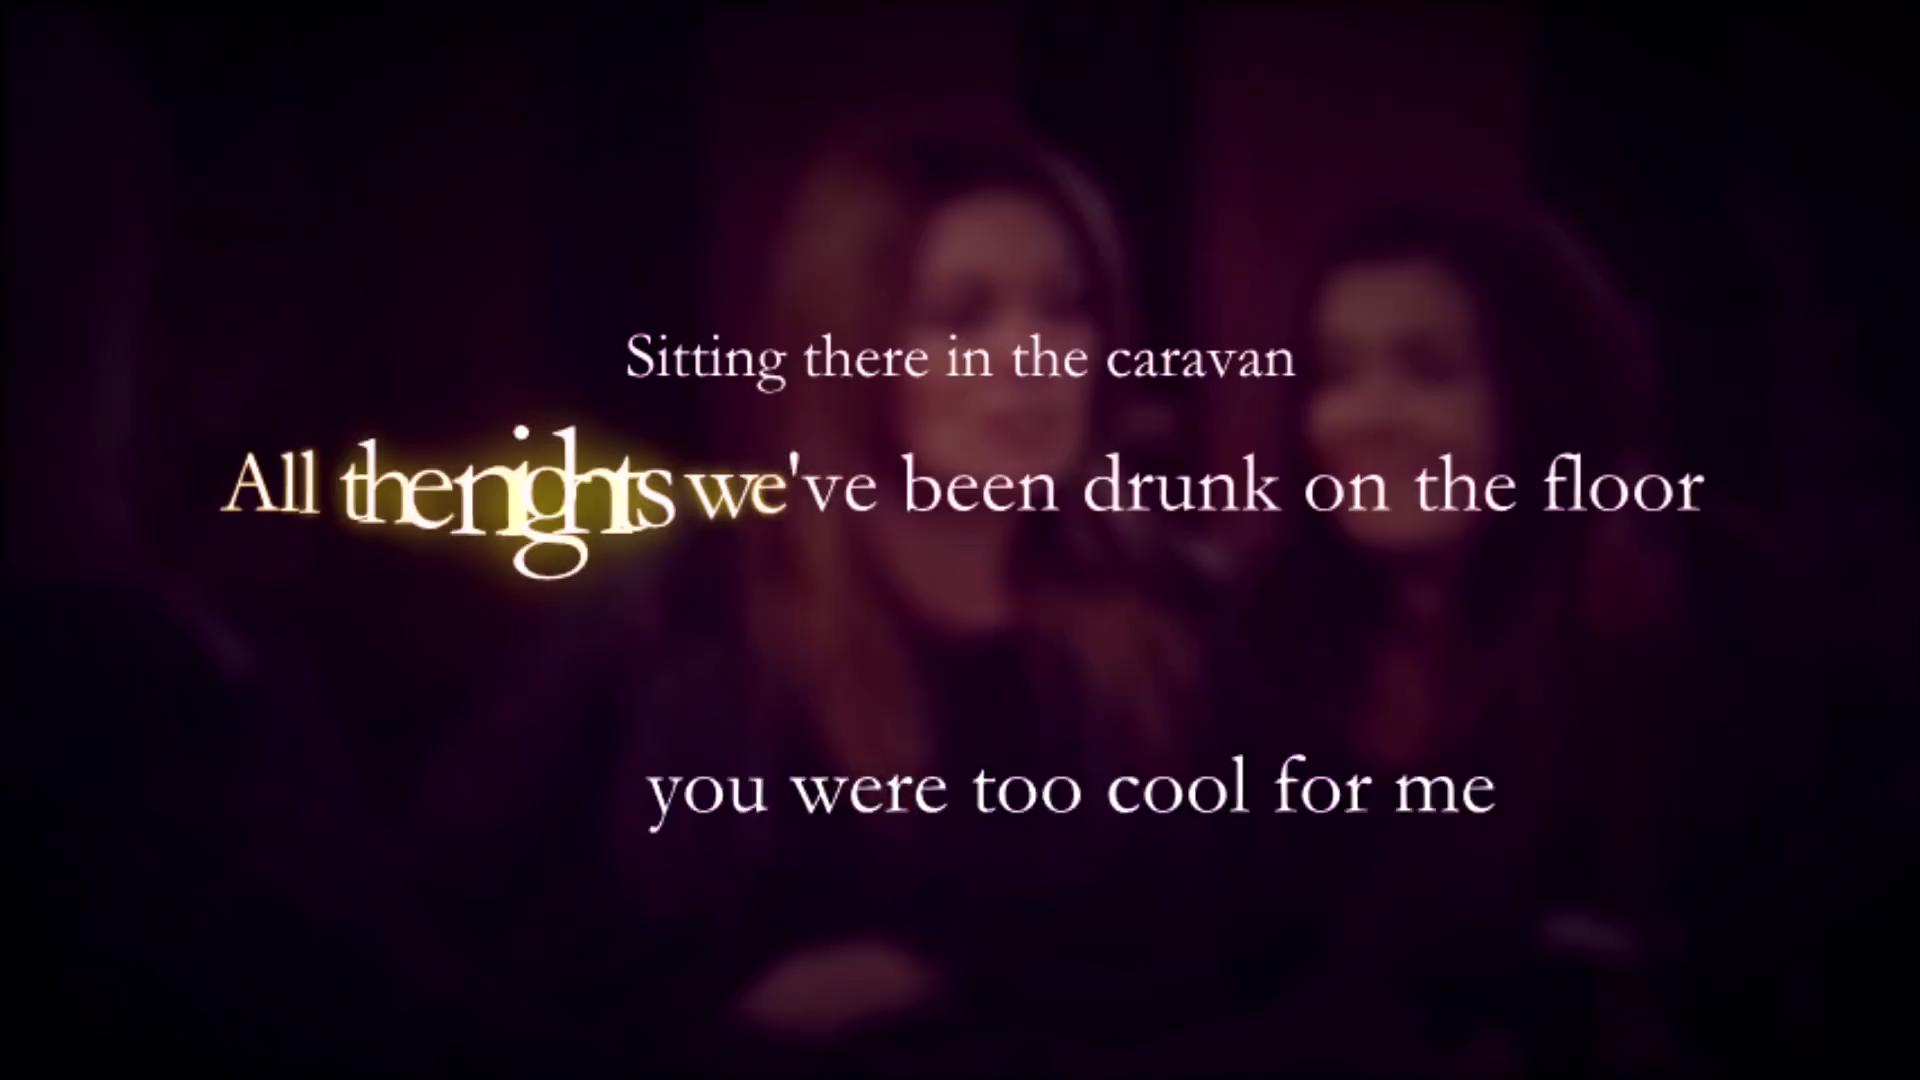 Sitting there in the caravan
All the nights we've been drunk on the floor
you were too cool for me